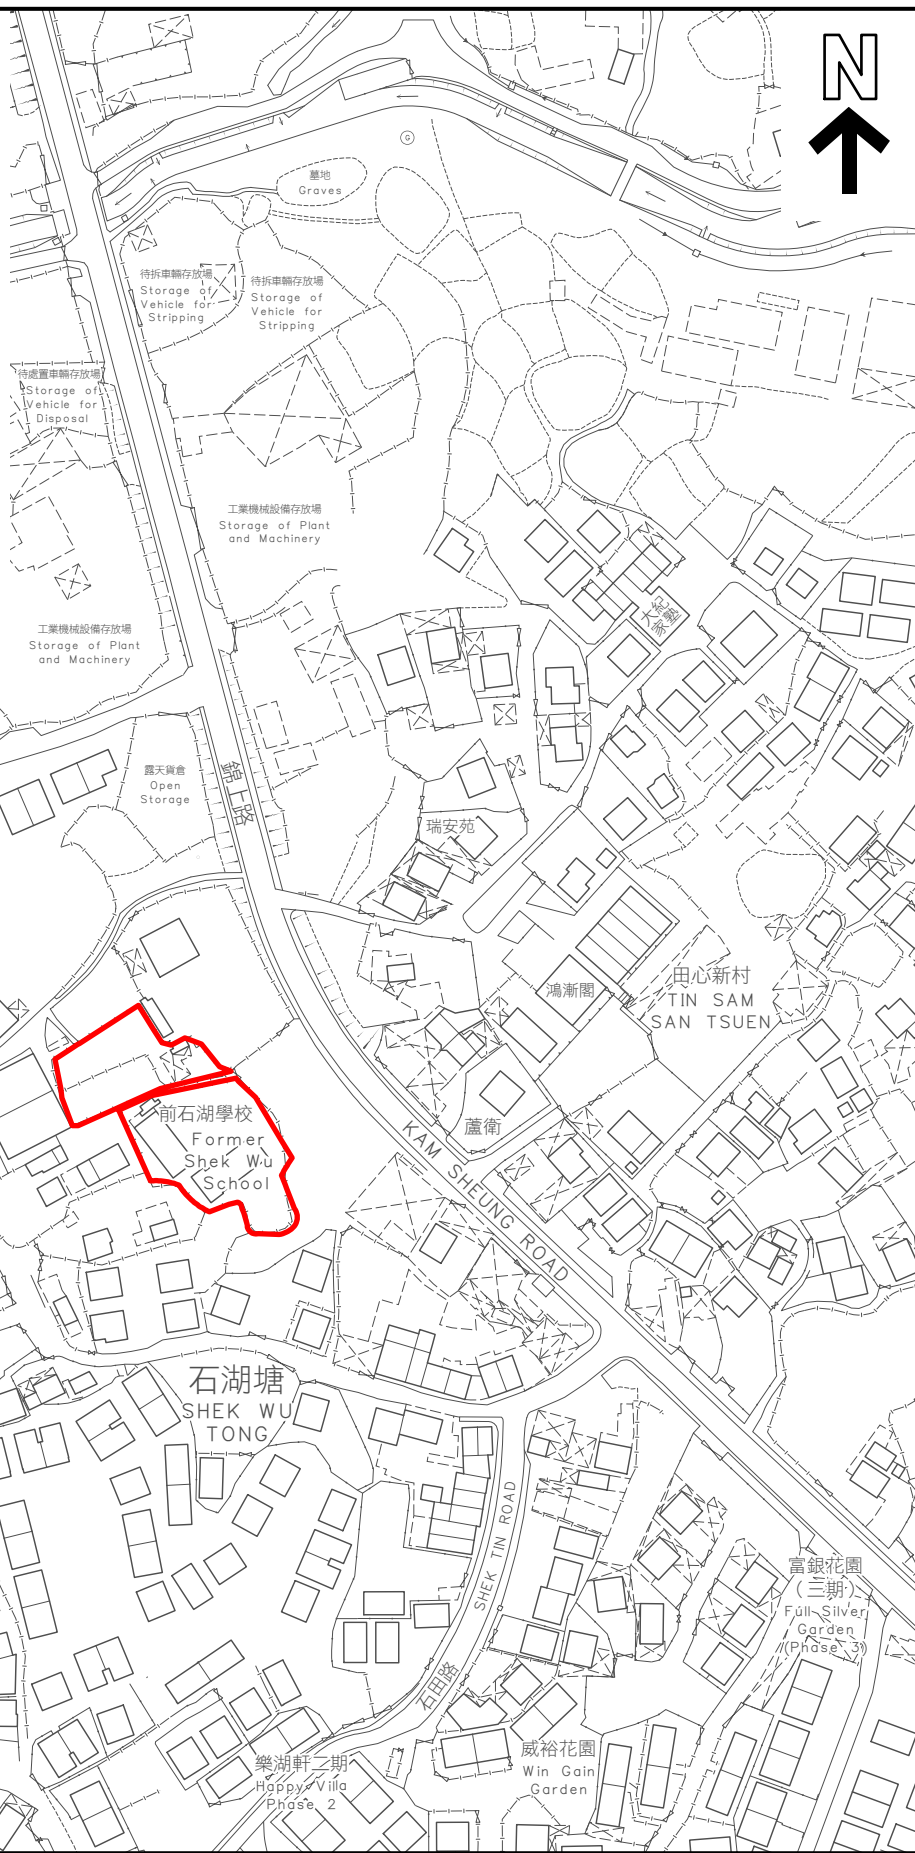 N
G
墓地
Graves
待拆車輛存放場
Storage of
Vehicle for
Stripping
待拆車輛存放場
Storage of
Vehicle for
Stripping
待處置車輛存放場
Storage of
Vehicle for
Disposal
工業機械設備存放場
Storage of Plant
and Machinery
大家
工業機械設備存放場
Storage of Plant
and Machinery
露天貨倉
Open
Storage
錦上路
瑞安苑
鴻漸閣
田心新村
TIN SAM
SAN TSUEN
前石湖學校
Former
Shek Wu
School
蘆衛
KAM SHEUNG ROAD
石湖塘
SHEK WU
TONG
SHEK TIN ROAD
石田路
富銀花園
（三期）
Full Silver
Garden
(Phase 3)
威裕花園
Win Gain
Garden
樂湖軒二期
Happy Villa
Phase 2